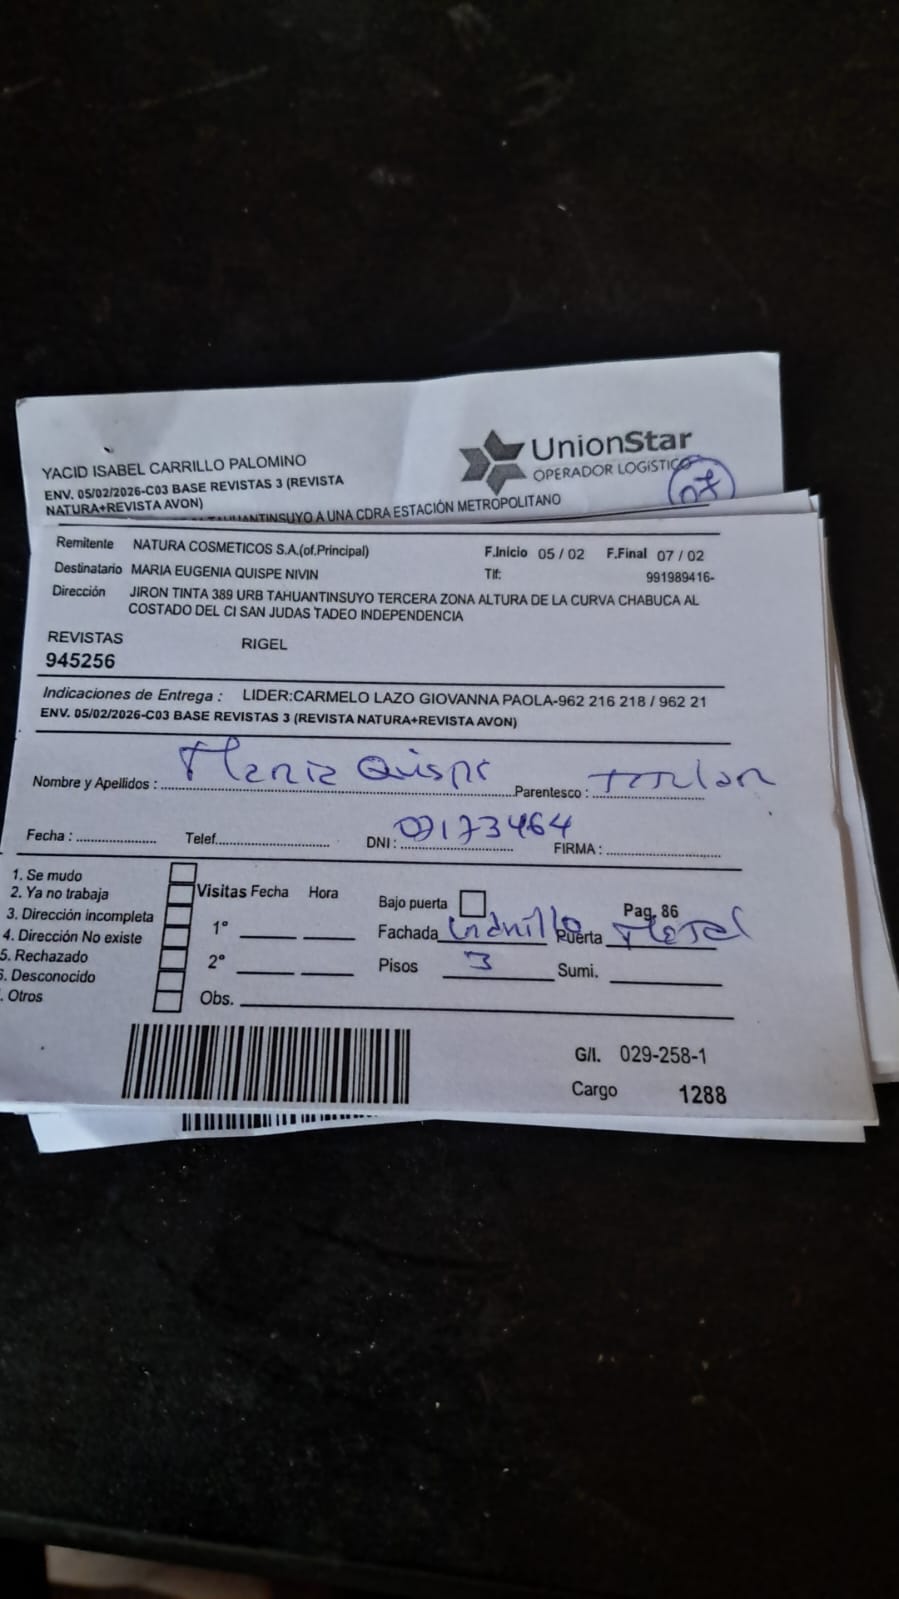 YACID ISABEL CARRILLO PALOMINO
ENV. 05/02/2026-C03 BASE REVISTAS 3 (REVISTA
NATURA+REVISTA AVON)
UnionStar
OPERADOR LOGISTICO
07
TAHUANTINSUYO A UNA CDRA ESTACIÓN METROPOLITANO
Remitente NATURA COSMETICOS S.A.(of.Principal) F.Inicio 05 / 02 F.Final 07 / 02
Destinatario MARIA EUGENIA QUISPE NIVIN Tlf: 991989416-
Dirección JIRON TINTA 389 URB TAHUANTINSUYO TERCERA ZONA ALTURA DE LA CURVA CHABUCA AL
COSTADO DEL CI SAN JUDAS TADEO INDEPENDENCIA
REVISTAS RIGEL
945256
Indicaciones de Entrega : LIDER:CARMELO LAZO GIOVANNA PAOLA-962 216 218 / 962 21
ENV. 05/02/2026-C03 BASE REVISTAS 3 (REVISTA NATURA+REVISTA AVON)
Nombre y Apellidos : Maria Quispe Parentesco : Titular
Fecha : Telef. DNI : 07173464 FIRMA :
1. Se mudo
2. Ya no trabaja
3. Dirección incompleta
4. Dirección No existe
5. Rechazado
6. Desconocido
. Otros
Visitas Fecha Hora
1°
2°
Obs.
Bajo puerta Pag. 86
Fachada Ladrillo Puerta Metal
Pisos 3 Sumi.
G/I. 029-258-1
Cargo 1288